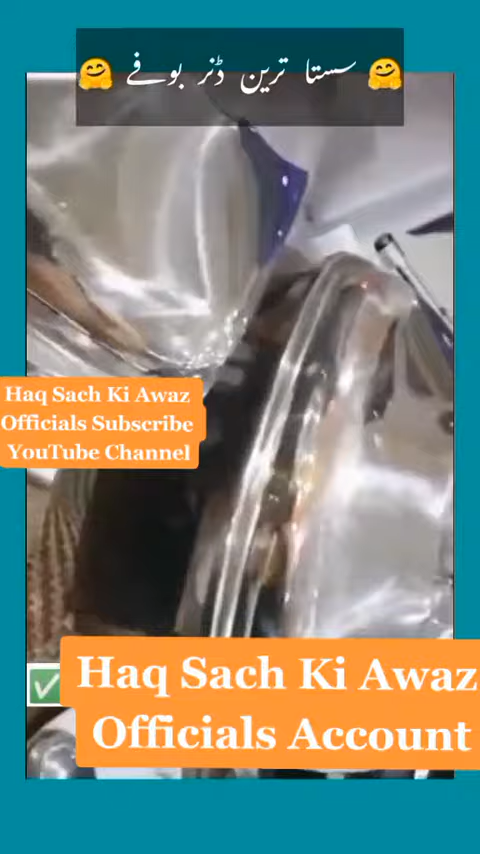 🤗 سستا ترین ڈنر بوفے 🤗
Haq Sach Ki Awaz
Officials Subscribe
YouTube Channel
Haq Sach Ki Awaz
Officials Account